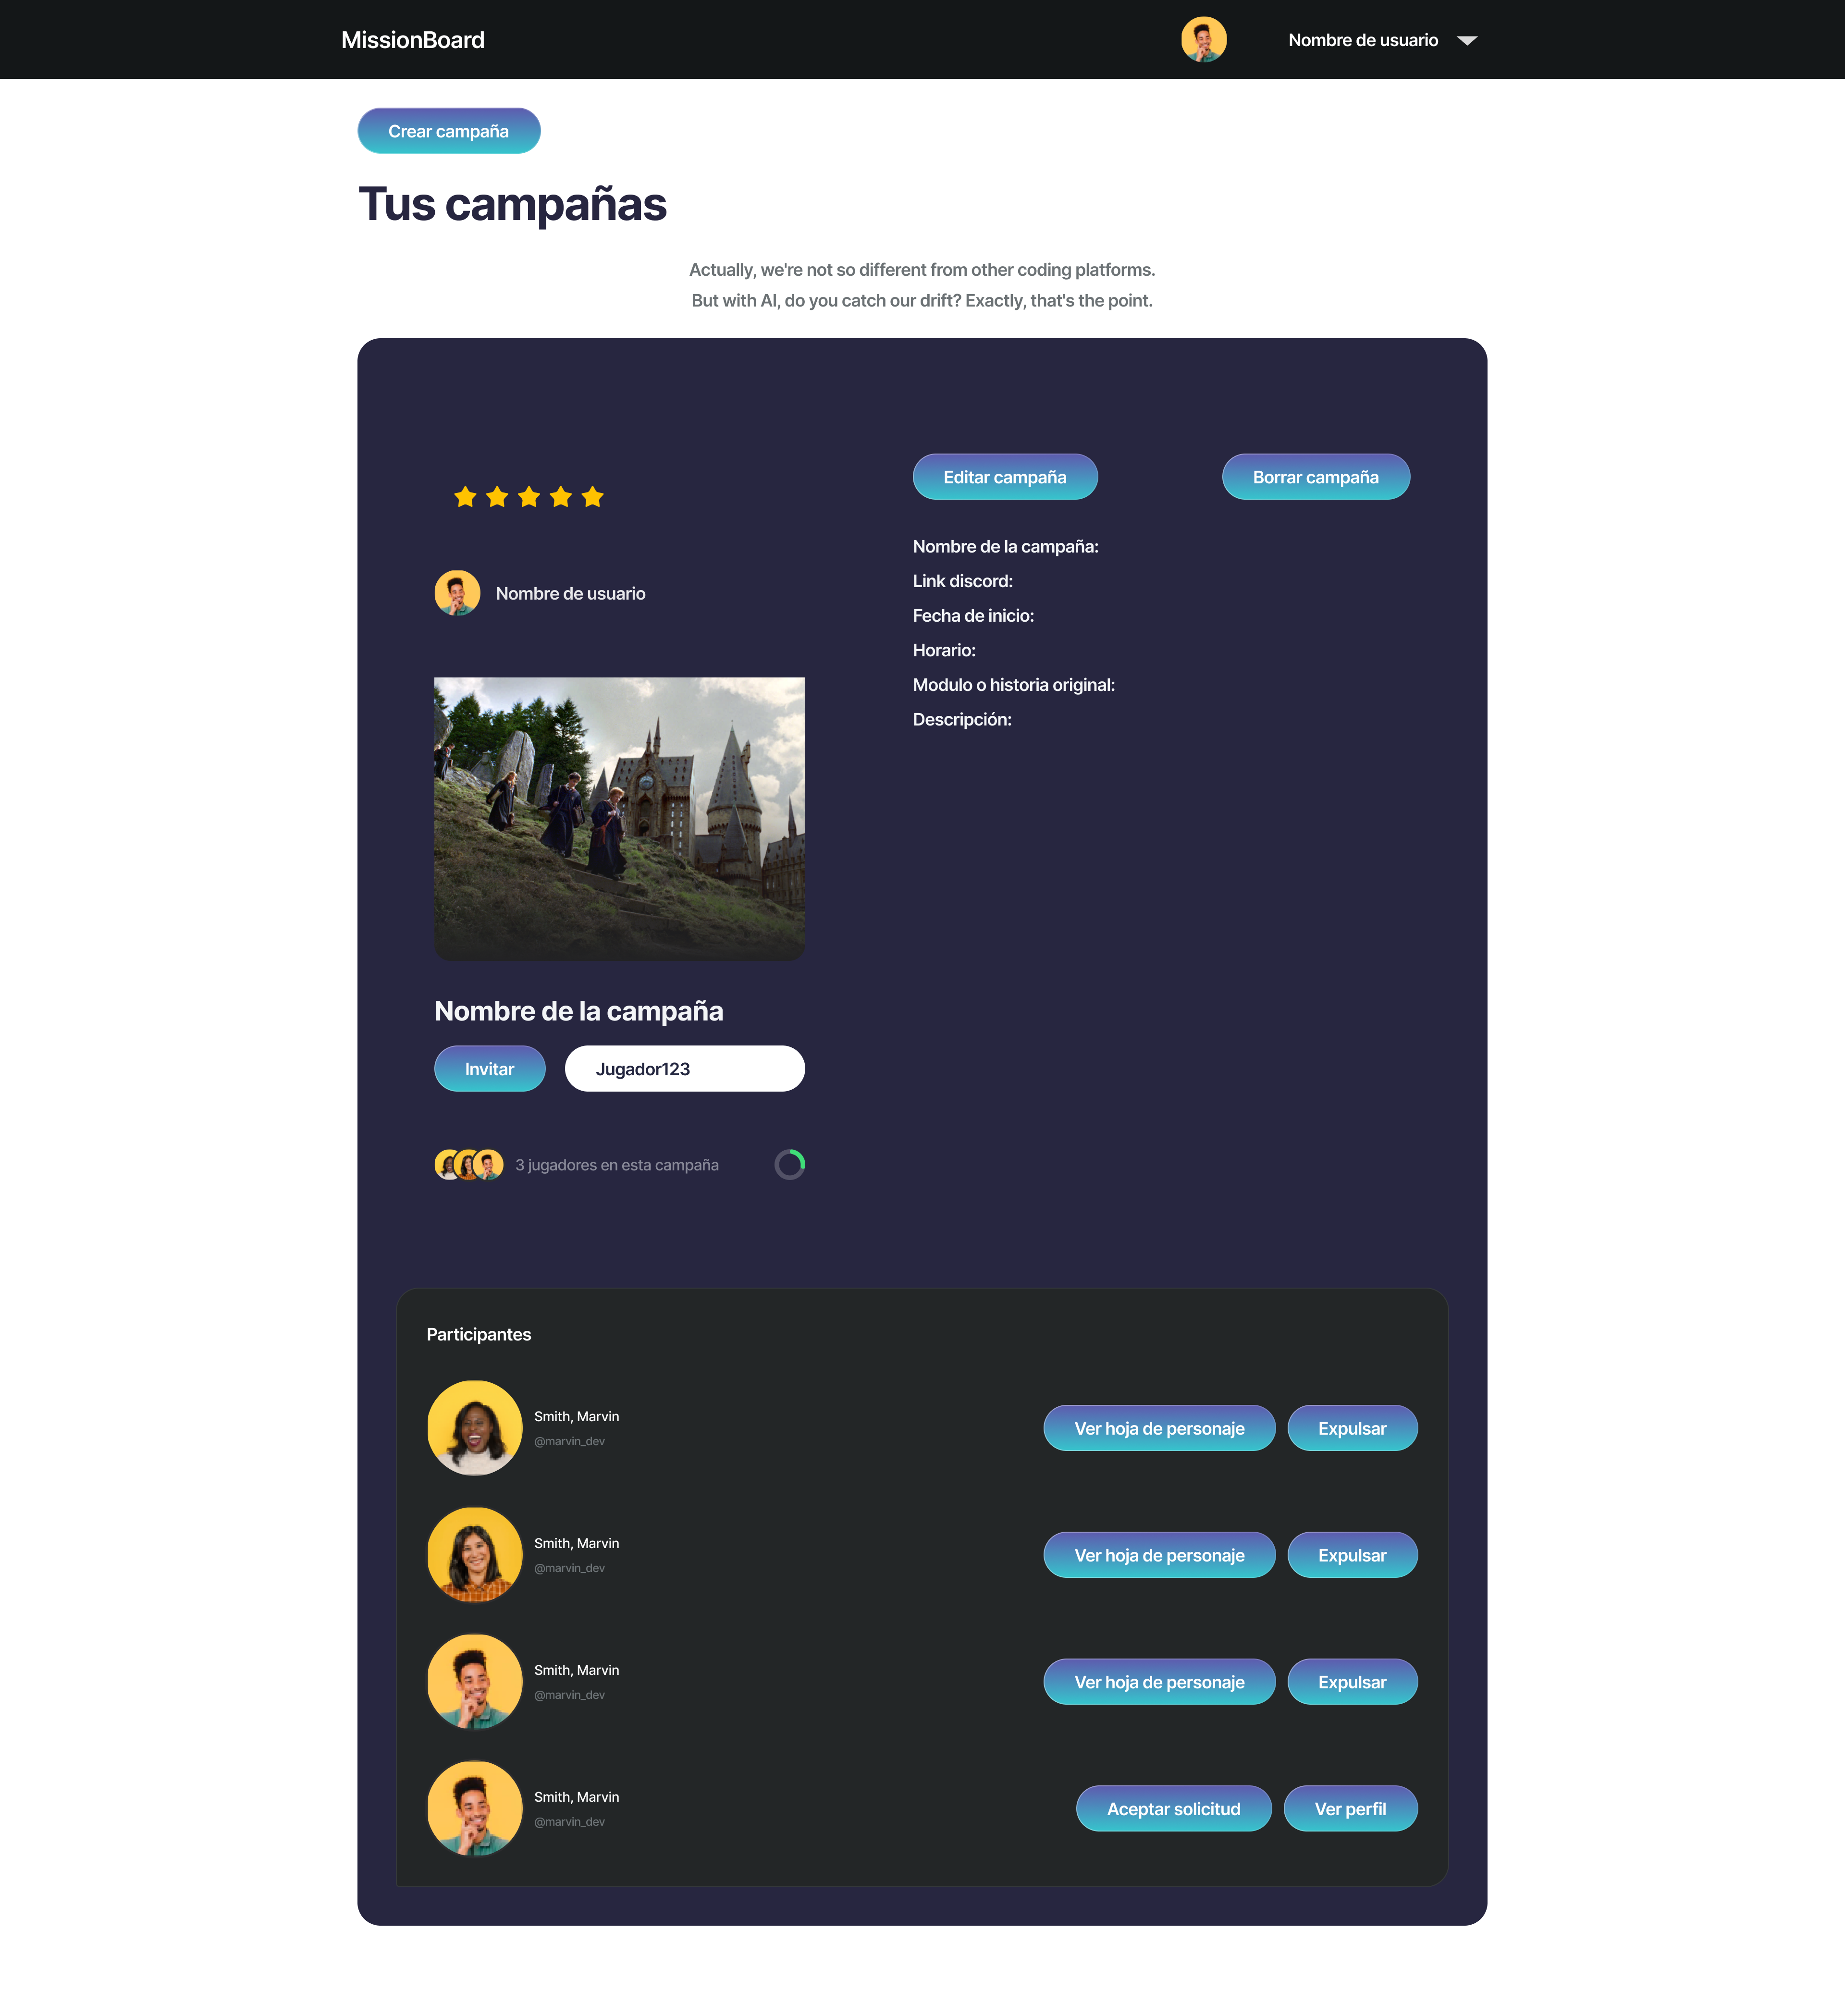 MissionBoard
Nombre de usuario
Crear campaña
Tus campañas
Actually, we're not so different from other coding platforms.
But with AI, do you catch our drift? Exactly, that's the point.
Editar campaña
Borrar campaña
Nombre de usuario
Nombre de la campaña:
Link discord:
Fecha de inicio:
Horario:
Modulo o historia original:
Descripción:
Nombre de la campaña
Invitar
Jugador123
3 jugadores en esta campaña
Participantes
Smith, Marvin
@marvin_dev
Ver hoja de personaje
Expulsar
Smith, Marvin
@marvin_dev
Ver hoja de personaje
Expulsar
Smith, Marvin
@marvin_dev
Ver hoja de personaje
Expulsar
Smith, Marvin
@marvin_dev
Aceptar solicitud
Ver perfil